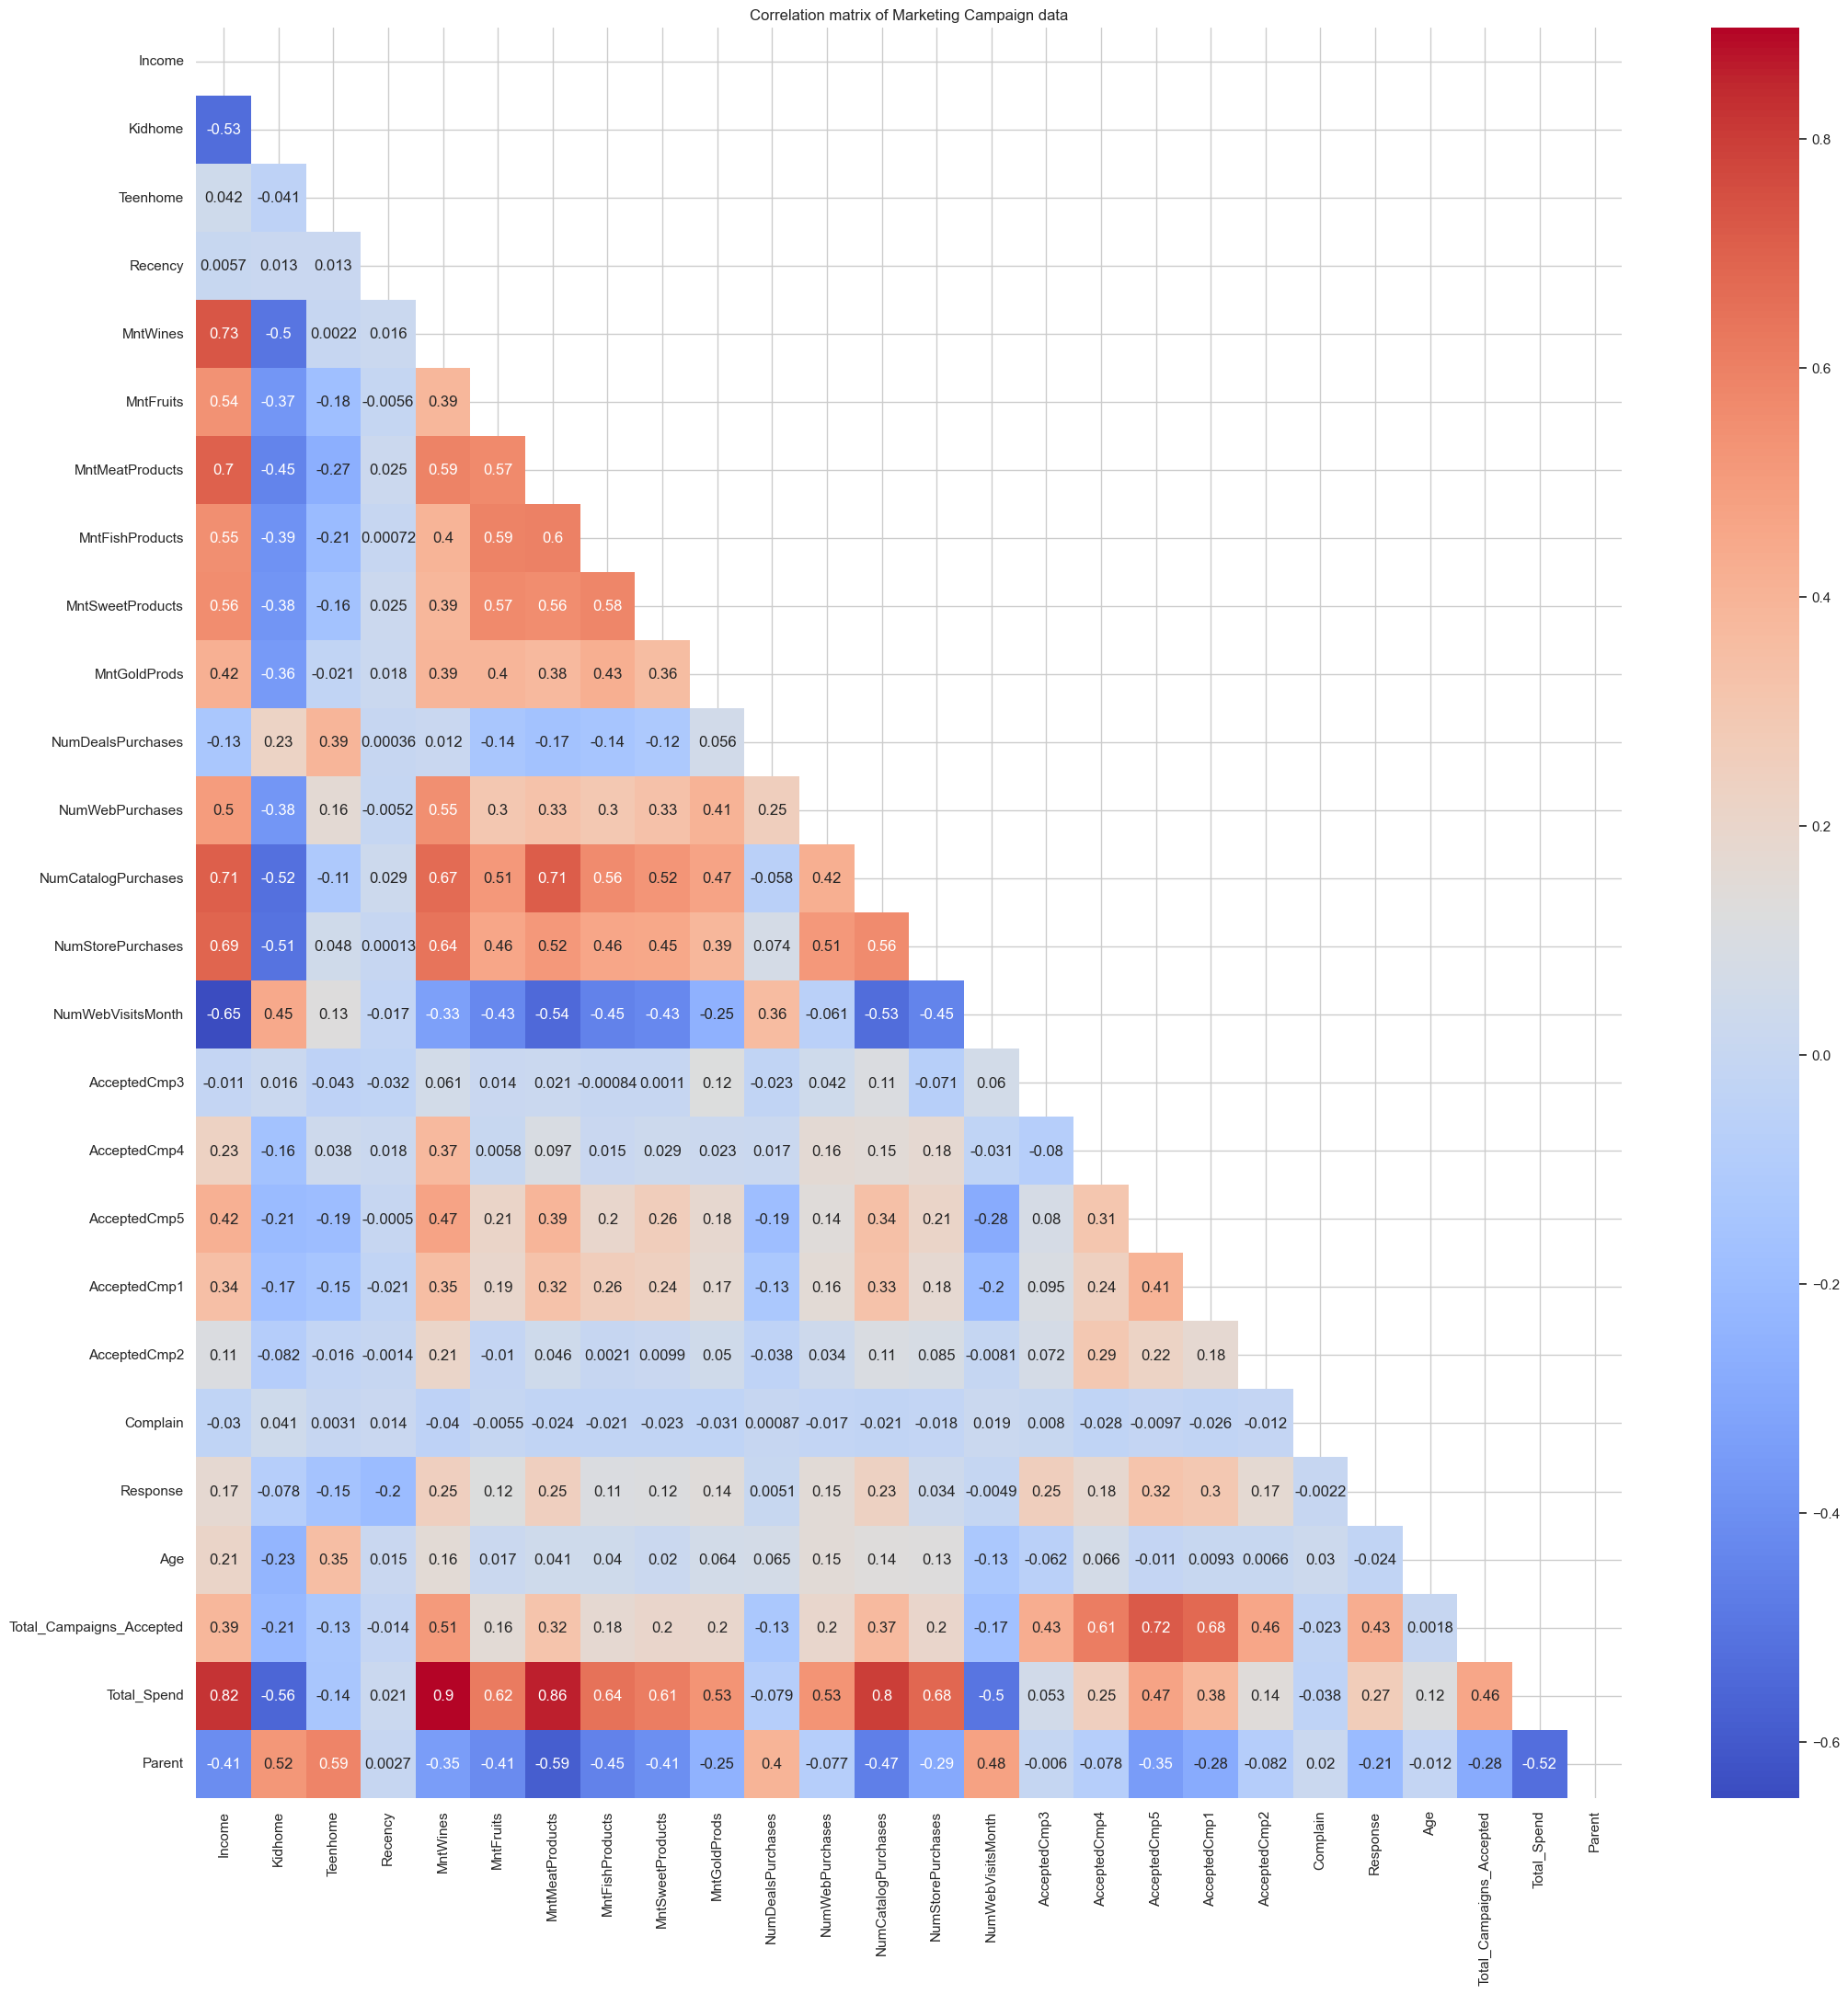 Correlation matrix of Marketing Campaign data
Income
Kidhome -0.53
Teenhome 0.042 -0.041
Recency 0.0057 0.013 0.013
MntWines 0.73 -0.5 0.0022 0.016
MntFruits 0.54 -0.37 -0.18 -0.0056 0.39
MntMeatProducts 0.7 -0.45 -0.27 0.025 0.59 0.57
MntFishProducts 0.55 -0.39 -0.21 0.00072 0.4 0.59 0.6
MntSweetProducts 0.56 -0.38 -0.16 0.025 0.39 0.57 0.56 0.58
MntGoldProds 0.42 -0.36 -0.021 0.018 0.39 0.4 0.38 0.43 0.36
NumDealsPurchases -0.13 0.23 0.39 0.00036 0.012 -0.14 -0.17 -0.14 -0.12 0.056
NumWebPurchases 0.5 -0.38 0.16 -0.0052 0.55 0.3 0.33 0.3 0.33 0.41 0.25
NumCatalogPurchases 0.71 -0.52 -0.11 0.029 0.67 0.51 0.71 0.56 0.52 0.47 -0.058 0.42
NumStorePurchases 0.69 -0.51 0.048 0.00013 0.64 0.46 0.52 0.46 0.45 0.39 0.074 0.51 0.56
NumWebVisitsMonth -0.65 0.45 0.13 -0.017 -0.33 -0.43 -0.54 -0.45 -0.43 -0.25 0.36 -0.061 -0.53 -0.45
AcceptedCmp3 -0.011 0.016 -0.043 -0.032 0.061 0.014 0.021 -0.00084 0.0011 0.12 -0.023 0.042 0.11 -0.071 0.06
AcceptedCmp4 0.23 -0.16 0.038 0.018 0.37 0.0058 0.097 0.015 0.029 0.023 0.017 0.16 0.15 0.18 -0.031 -0.08
AcceptedCmp5 0.42 -0.21 -0.19 -0.0005 0.47 0.21 0.39 0.2 0.26 0.18 -0.19 0.14 0.34 0.21 -0.28 0.08 0.31
AcceptedCmp1 0.34 -0.17 -0.15 -0.021 0.35 0.19 0.32 0.26 0.24 0.17 -0.13 0.16 0.33 0.18 -0.2 0.095 0.24 0.41
AcceptedCmp2 0.11 -0.082 -0.016 -0.0014 0.21 -0.01 0.046 0.0021 0.0099 0.05 -0.038 0.034 0.11 0.085 -0.0081 0.072 0.29 0.22 0.18
Complain -0.03 0.041 0.0031 0.014 -0.04 -0.0055 -0.024 -0.021 -0.023 -0.031 0.00087 -0.017 -0.021 -0.018 0.019 0.008 -0.028 -0.0097 -0.026 -0.012
Response 0.17 -0.078 -0.15 -0.2 0.25 0.12 0.25 0.11 0.12 0.14 0.0051 0.15 0.23 0.034 -0.0049 0.25 0.18 0.32 0.3 0.17 -0.0022
Age 0.21 -0.23 0.35 0.015 0.16 0.017 0.041 0.04 0.02 0.064 0.065 0.15 0.14 0.13 -0.13 -0.062 0.066 -0.011 0.0093 0.0066 0.03 -0.024
Total_Campaigns_Accepted 0.39 -0.21 -0.13 -0.014 0.51 0.16 0.32 0.18 0.2 0.2 -0.13 0.2 0.37 0.2 -0.17 0.43 0.61 0.72 0.68 0.46 -0.023 0.43 0.0018
Total_Spend 0.82 -0.56 -0.14 0.021 0.9 0.62 0.86 0.64 0.61 0.53 -0.079 0.53 0.8 0.68 -0.5 0.053 0.25 0.47 0.38 0.14 -0.038 0.27 0.12 0.46
Parent -0.41 0.52 0.59 0.0027 -0.35 -0.41 -0.59 -0.45 -0.41 -0.25 0.4 -0.077 -0.47 -0.29 0.48 -0.006 -0.078 -0.35 -0.28 -0.082 0.02 -0.21 -0.012 -0.28 -0.52
Income
Kidhome
Teenhome
Recency
MntWines
MntFruits
MntMeatProducts
MntFishProducts
MntSweetProducts
MntGoldProds
NumDealsPurchases
NumWebPurchases
NumCatalogPurchases
NumStorePurchases
NumWebVisitsMonth
AcceptedCmp3
AcceptedCmp4
AcceptedCmp5
AcceptedCmp1
AcceptedCmp2
Complain
Response
Age
Total_Campaigns_Accepted
Total_Spend
Parent
0.8
0.6
0.4
0.2
0.0
−0.2
−0.4
−0.6